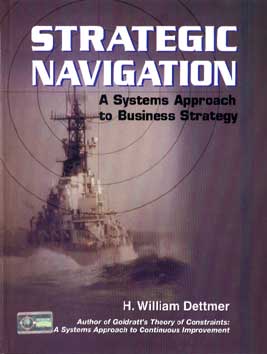 STRATEGIC
NAVIGATION
A Systems Approach
to Business Strategy
H. William Dettmer
Author of Goldratt's Theory of Constraints:
A Systems Approach to Continuous Improvement